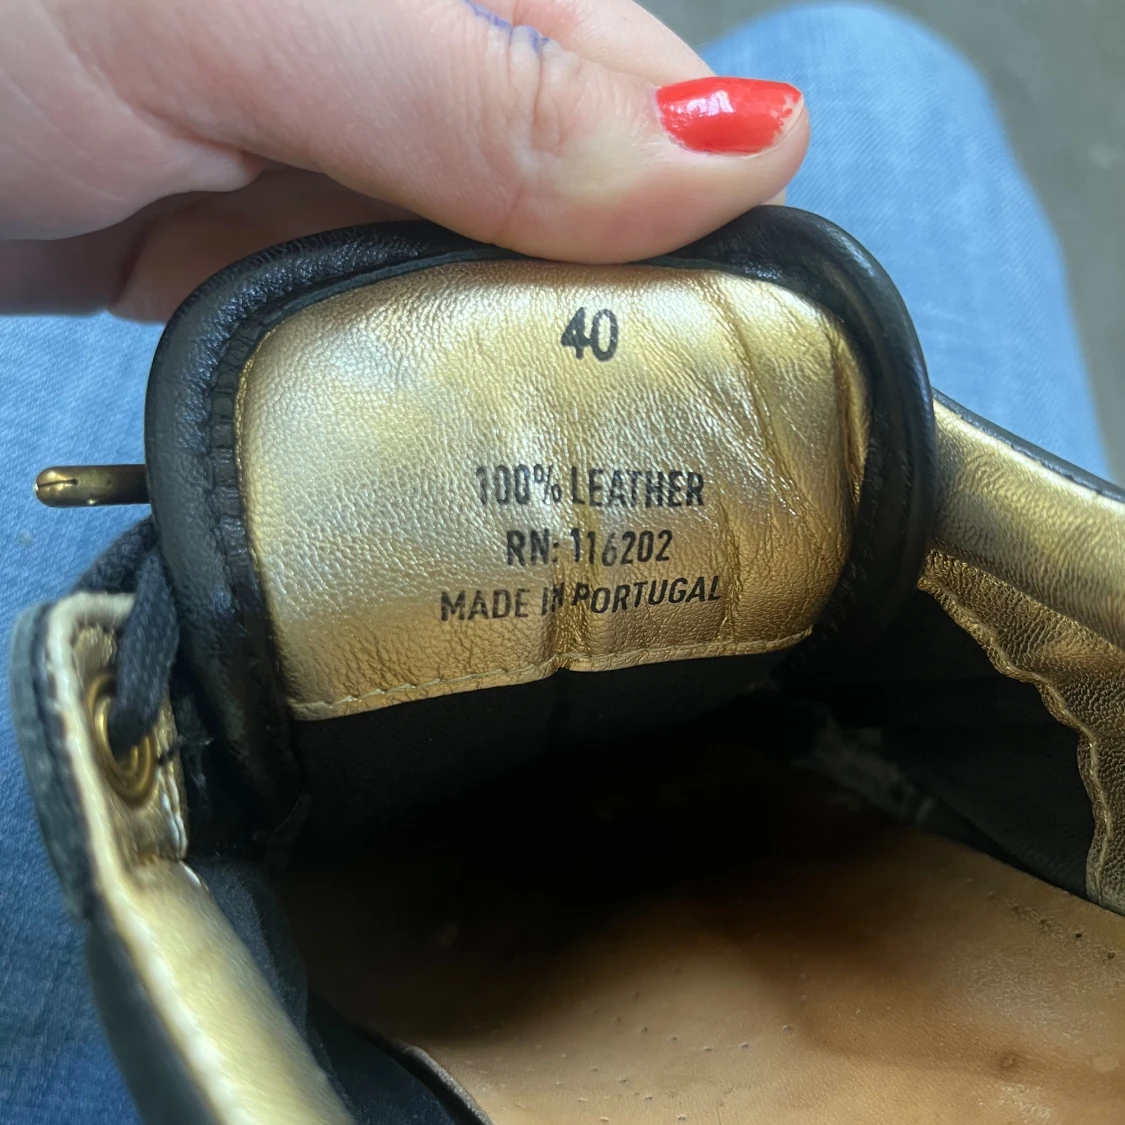 40
100% LEATHER
RN: 116202
MADE IN PORTUGAL